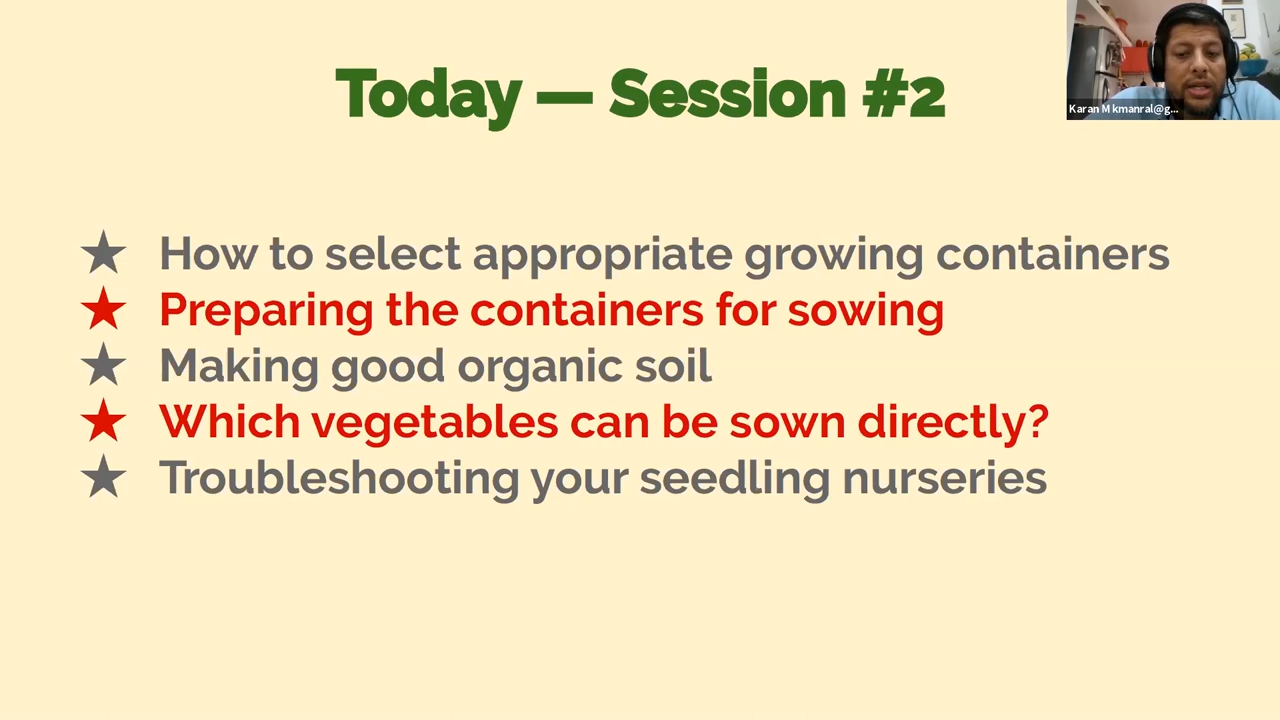 Today — Session #2
Karan M kmanral@g...
★ How to select appropriate growing containers
★ Preparing the containers for sowing
★ Making good organic soil
★ Which vegetables can be sown directly?
★ Troubleshooting your seedling nurseries